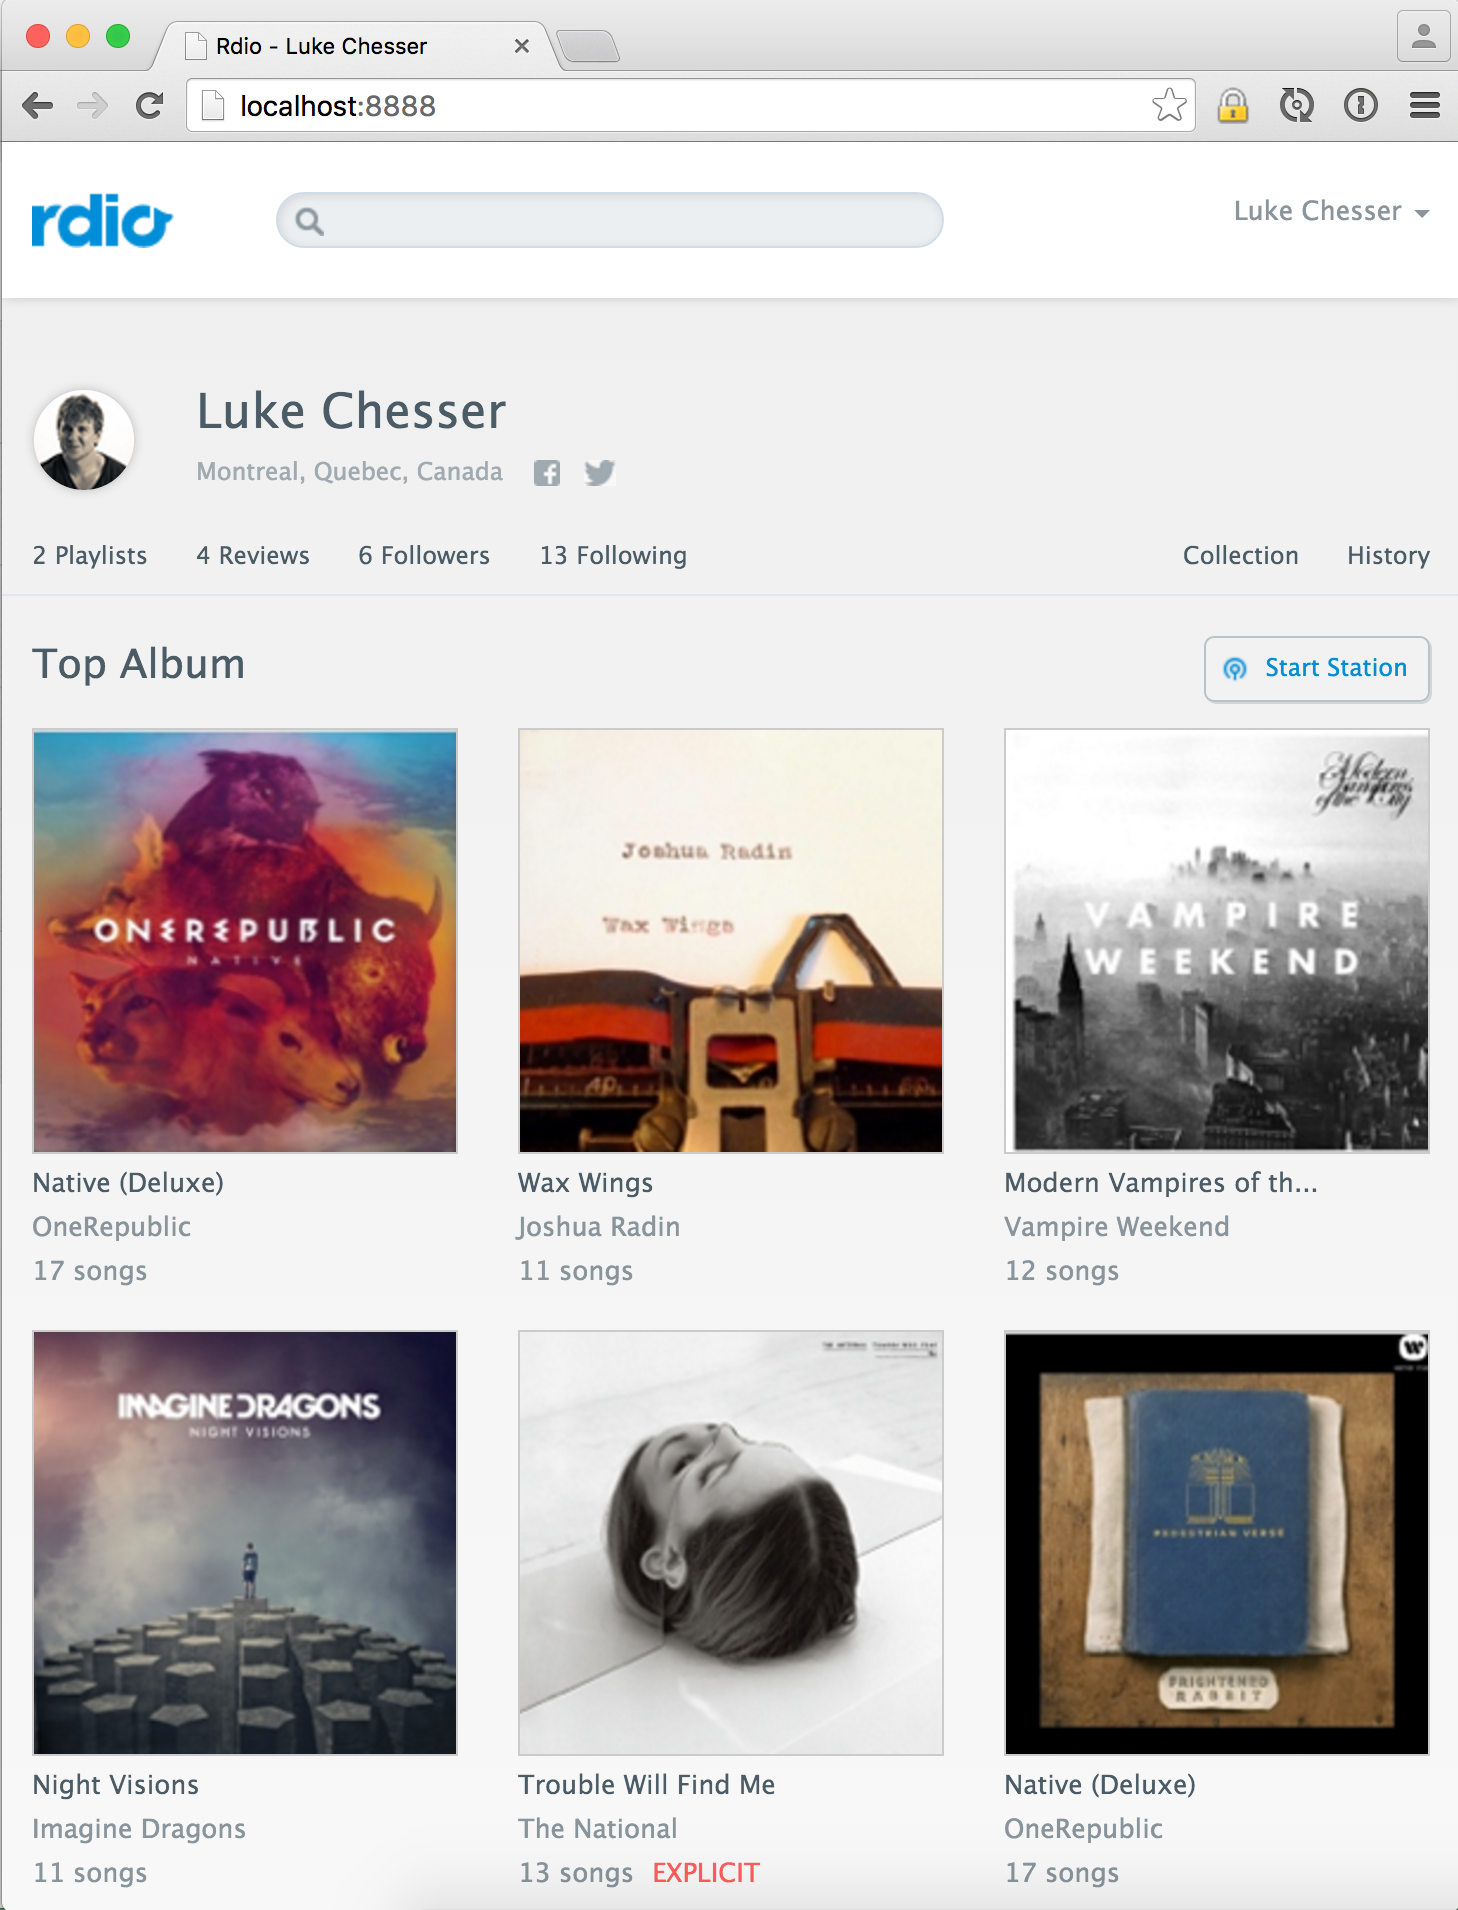 Rdio - Luke Chesser
localhost:8888
rdio
Luke Chesser
Luke Chesser
Montreal, Quebec, Canada
2 Playlists 4 Reviews 6 Followers 13 Following Collection History
Top Album
Start Station
ONEREPUBLIC
NATIVE
Joshua Radin
Wax Wings
Modern
Vampires
of the City
VAMPIRE
WEEKEND
Native (Deluxe)
OneRepublic
17 songs
Wax Wings
Joshua Radin
11 songs
Modern Vampires of th...
Vampire Weekend
12 songs
IMAGINE DRAGONS
NIGHT VISIONS
PEDESTRIAN VERSE
FRIGHTENED
RABBIT
Night Visions
Imagine Dragons
11 songs
Trouble Will Find Me
The National
13 songs EXPLICIT
Native (Deluxe)
OneRepublic
17 songs